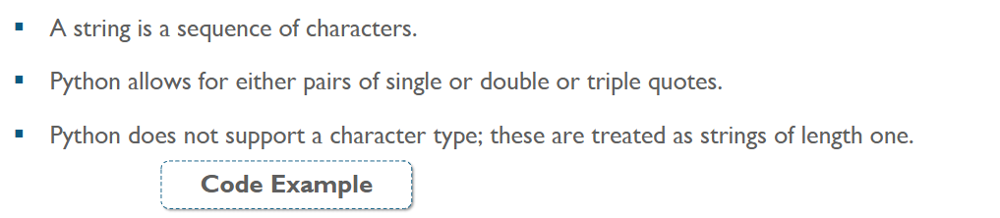 ▪ A string is a sequence of characters.
▪ Python allows for either pairs of single or double or triple quotes.
▪ Python does not support a character type; these are treated as strings of length one.
Code Example